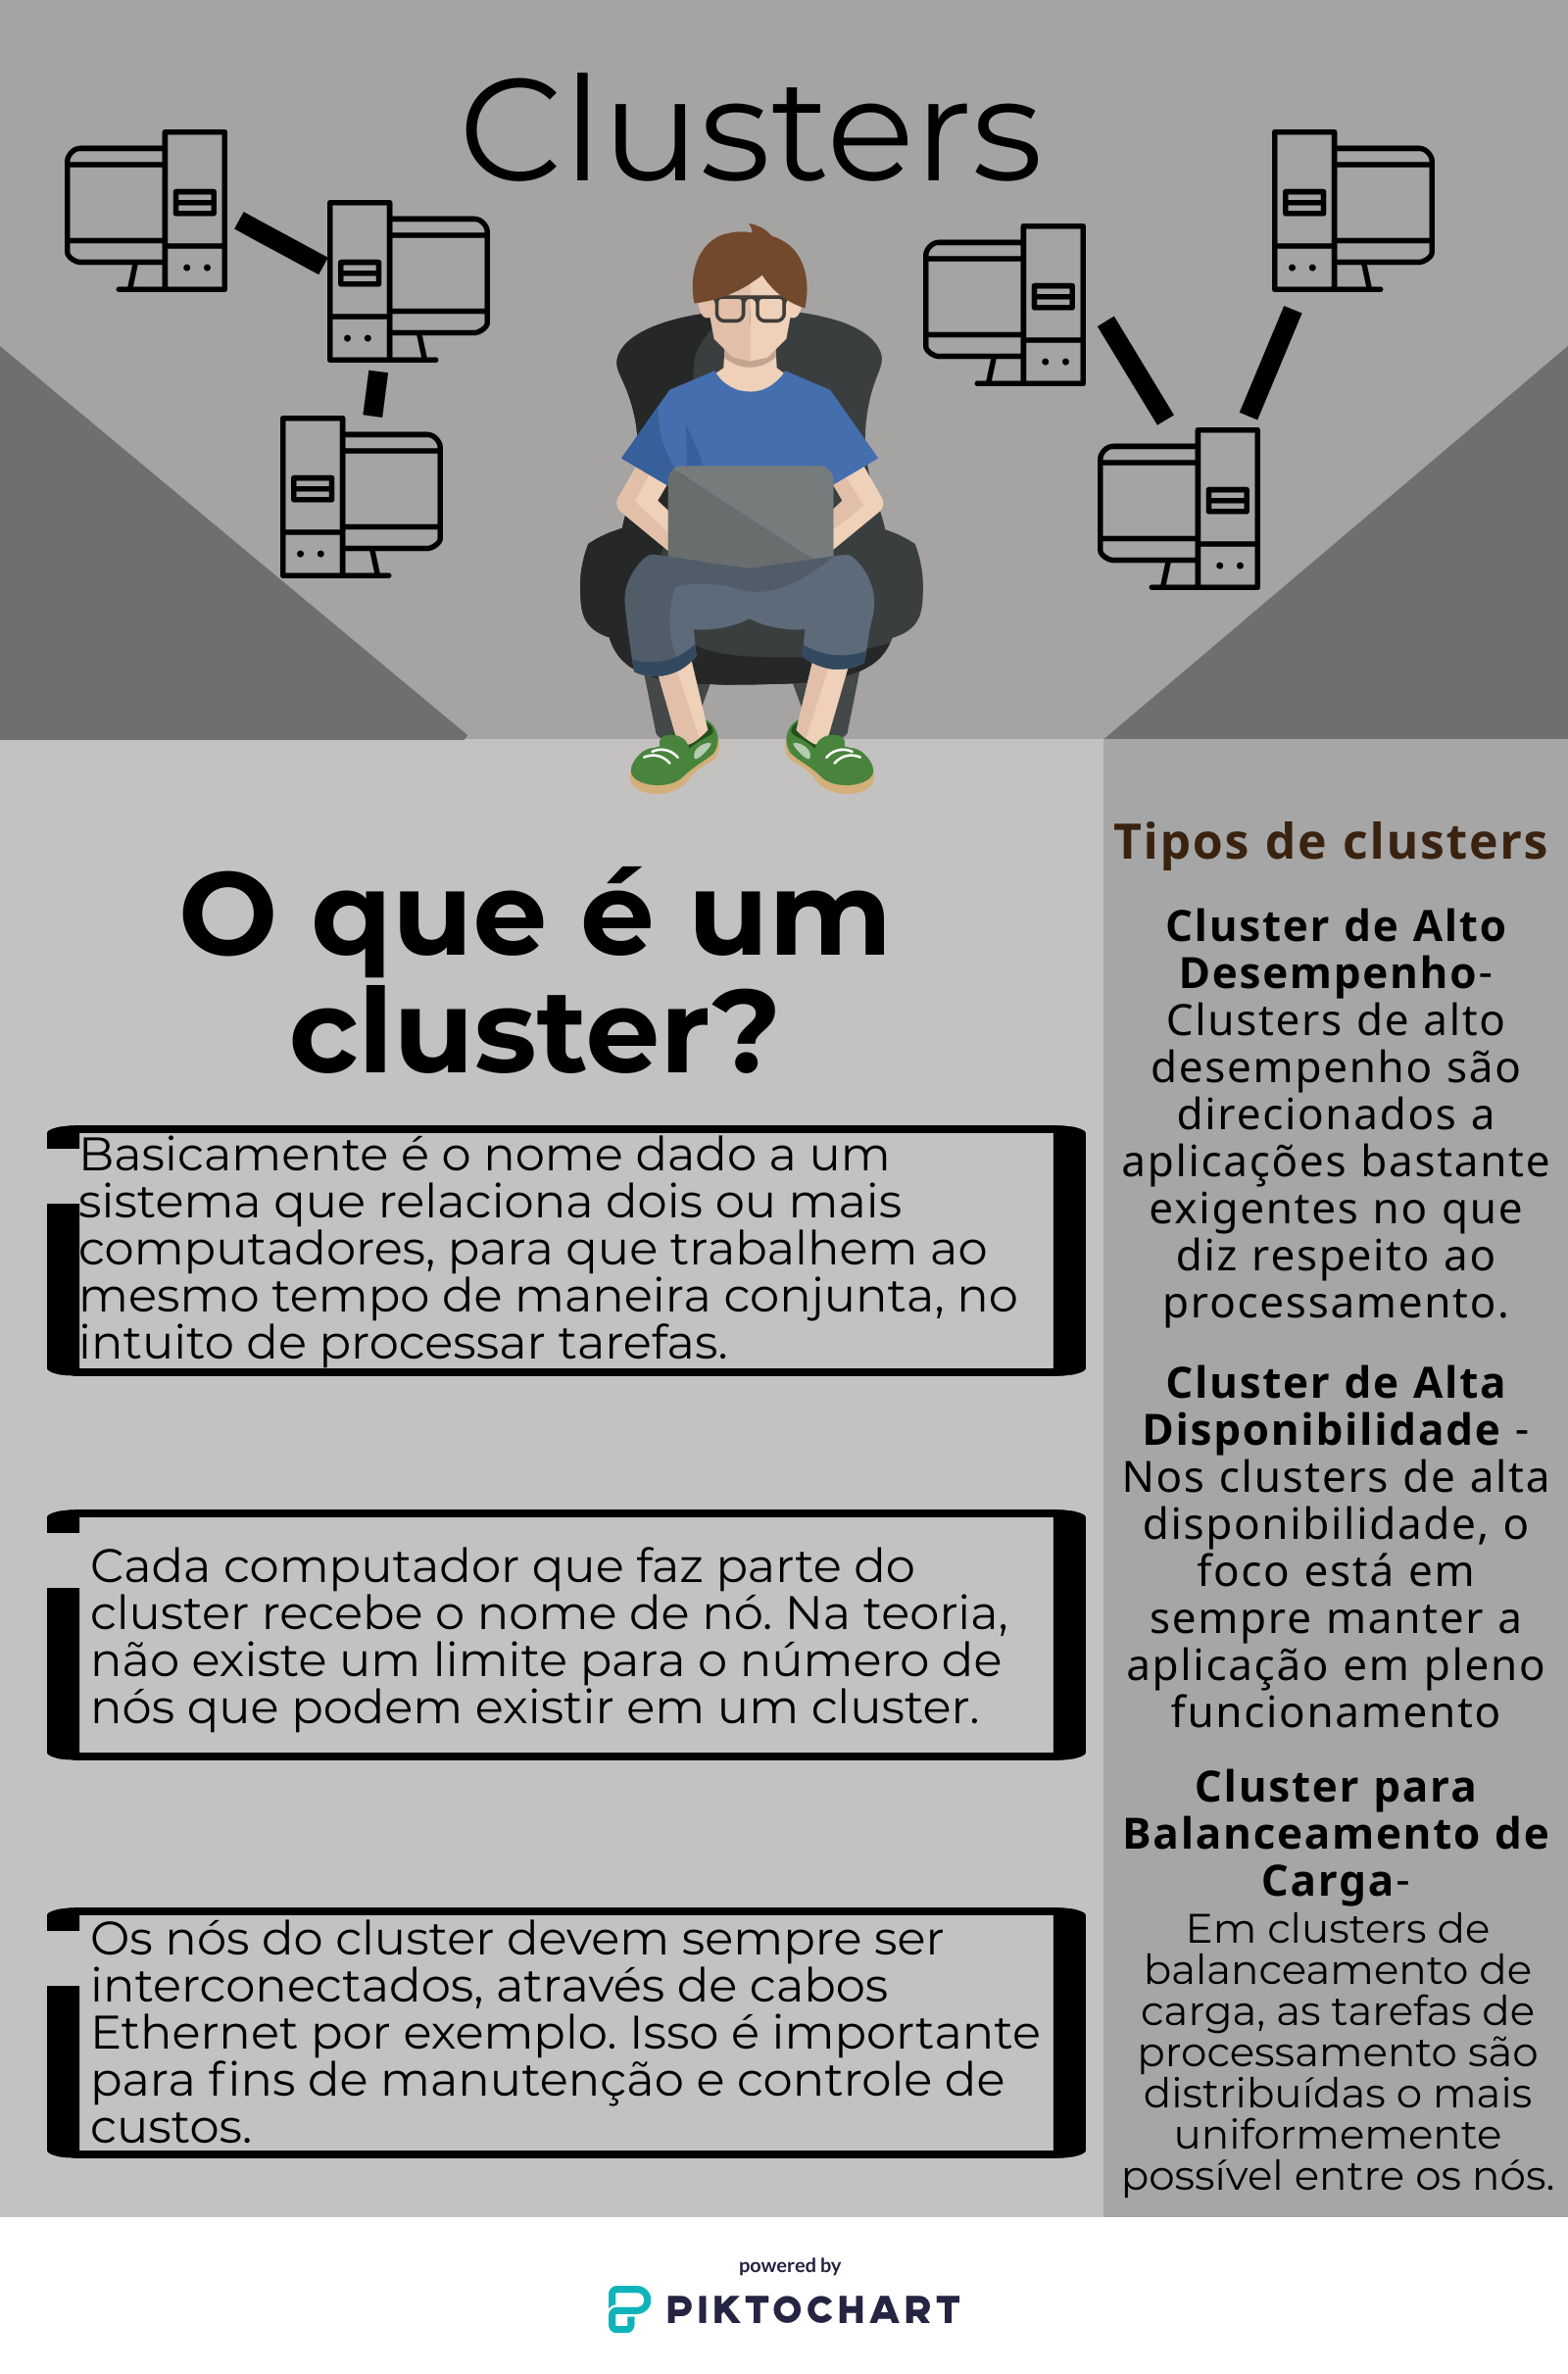 Clusters
O que é um
cluster?
Basicamente é o nome dado a um
sistema que relaciona dois ou mais
computadores, para que trabalhem ao
mesmo tempo de maneira conjunta, no
intuito de processar tarefas.
Cada computador que faz parte do
cluster recebe o nome de nó. Na teoria,
não existe um limite para o número de
nós que podem existir em um cluster.
Os nós do cluster devem sempre ser
interconectados, através de cabos
Ethernet por exemplo. Isso é importante
para fins de manutenção e controle de
custos.
Tipos de clusters
Cluster de Alto
Desempenho-
Clusters de alto
desempenho são
direcionados a
aplicações bastante
exigentes no que
diz respeito ao
processamento.
Cluster de Alta
Disponibilidade -
Nos clusters de alta
disponibilidade, o
foco está em
sempre manter a
aplicação em pleno
funcionamento
Cluster para
Balanceamento de
Carga-
Em clusters de
balanceamento de
carga, as tarefas de
processamento são
distribuídas o mais
uniformemente
possível entre os nós.
powered by
PIKTOCHART